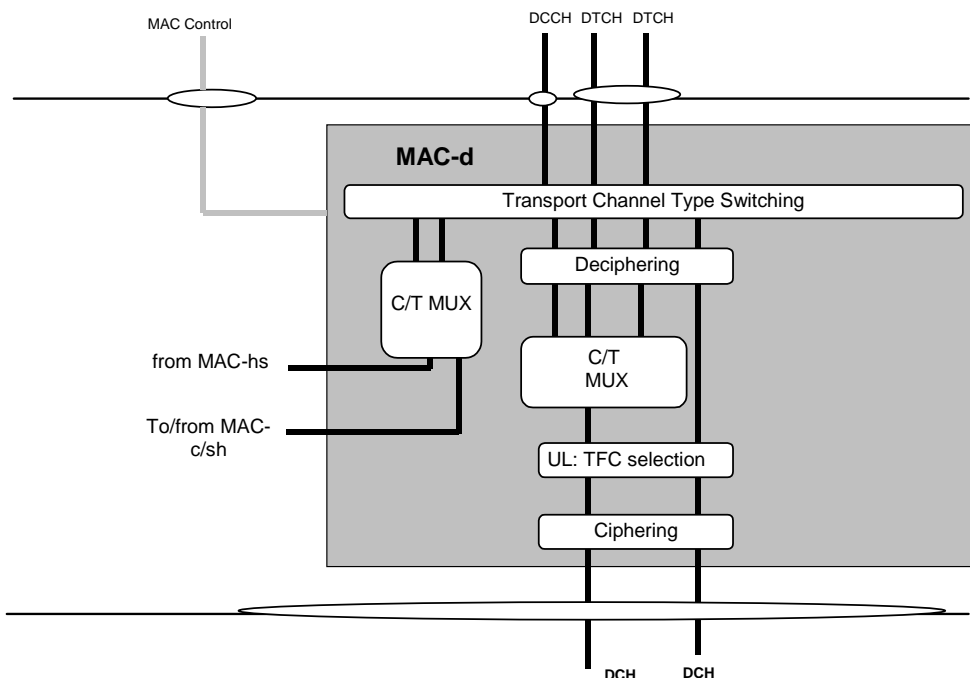 MAC Control
DCCH
DTCH
DTCH
MAC-d
Transport Channel Type Switching
Deciphering
C/T MUX
C/T
MUX
from MAC-hs
To/from MAC-
c/sh
UL: TFC selection
Ciphering
DCH
DCH